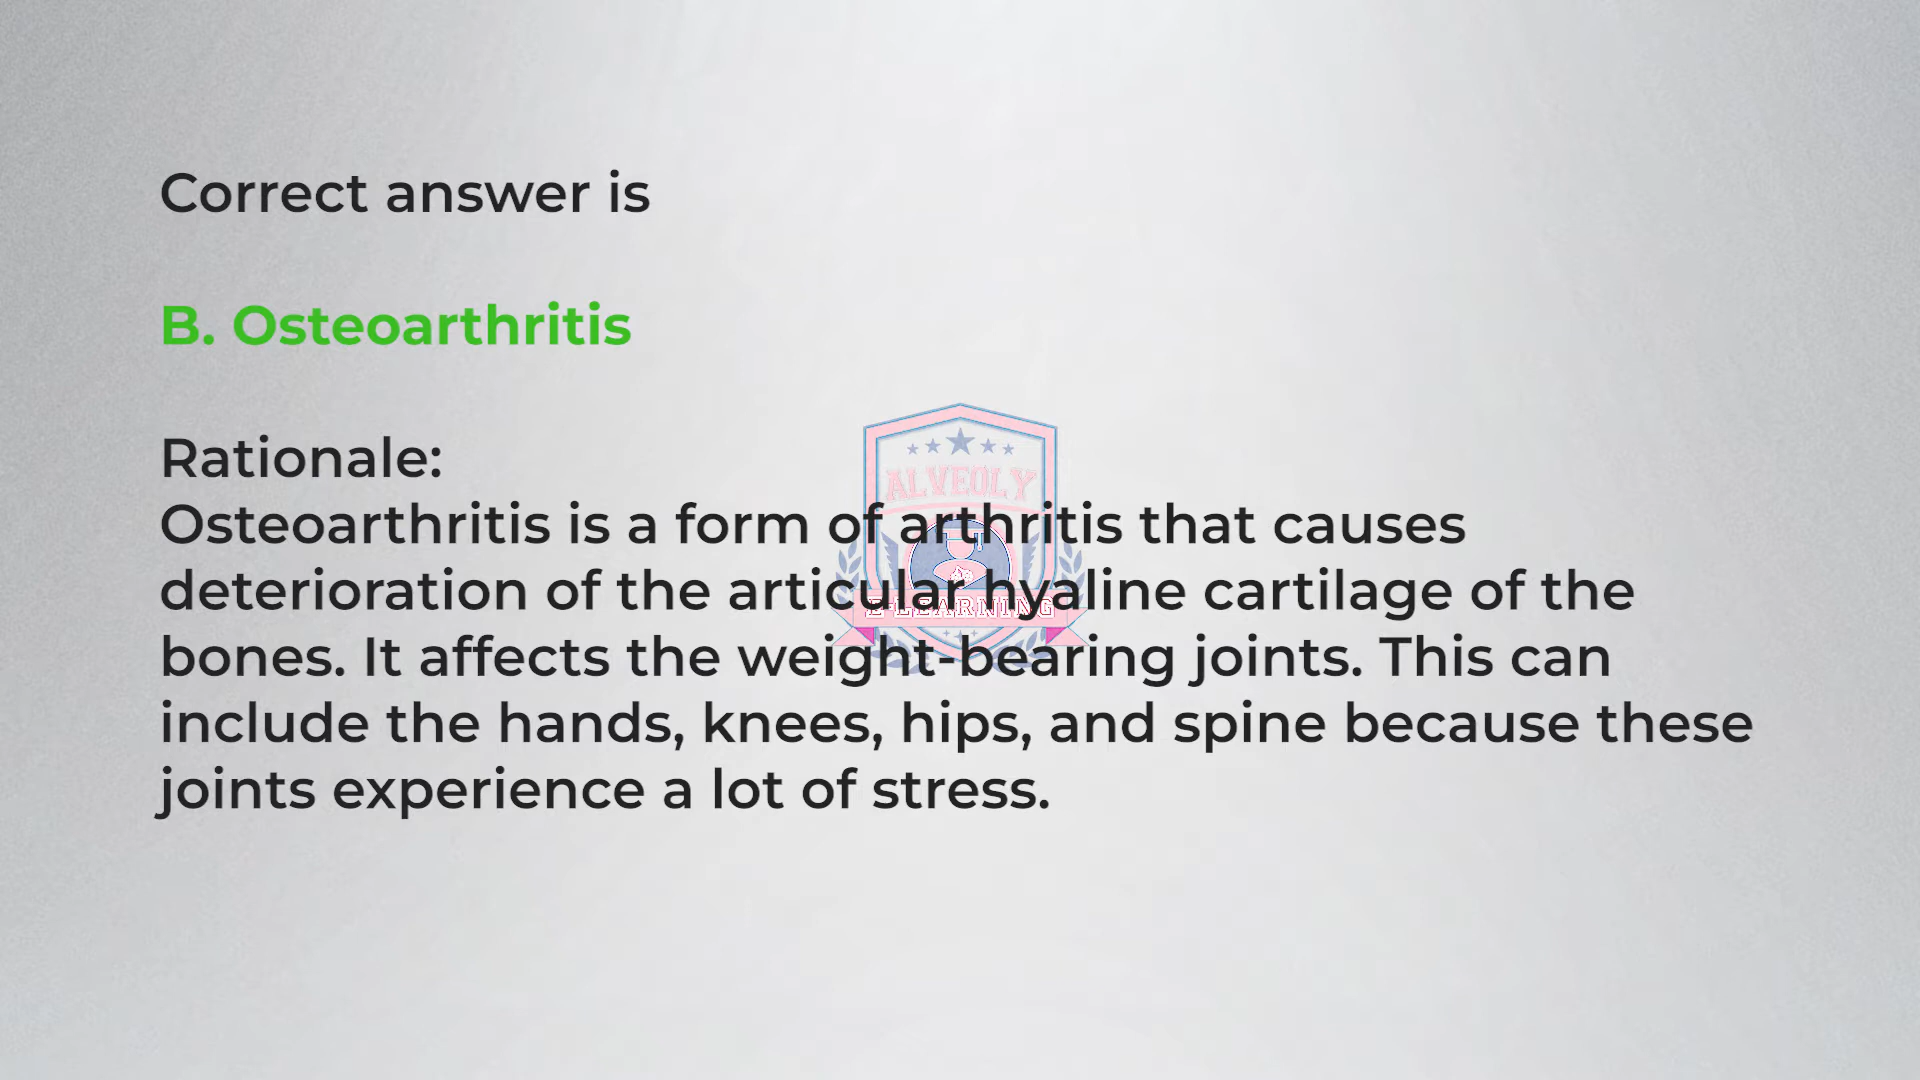 Correct answer is
B. Osteoarthritis
Rationale:
Osteoarthritis is a form of arthritis that causes
deterioration of the articular hyaline cartilage of the
bones. It affects the weight-bearing joints. This can
include the hands, knees, hips, and spine because these
joints experience a lot of stress.
ALVEOLY
E-LEARNING